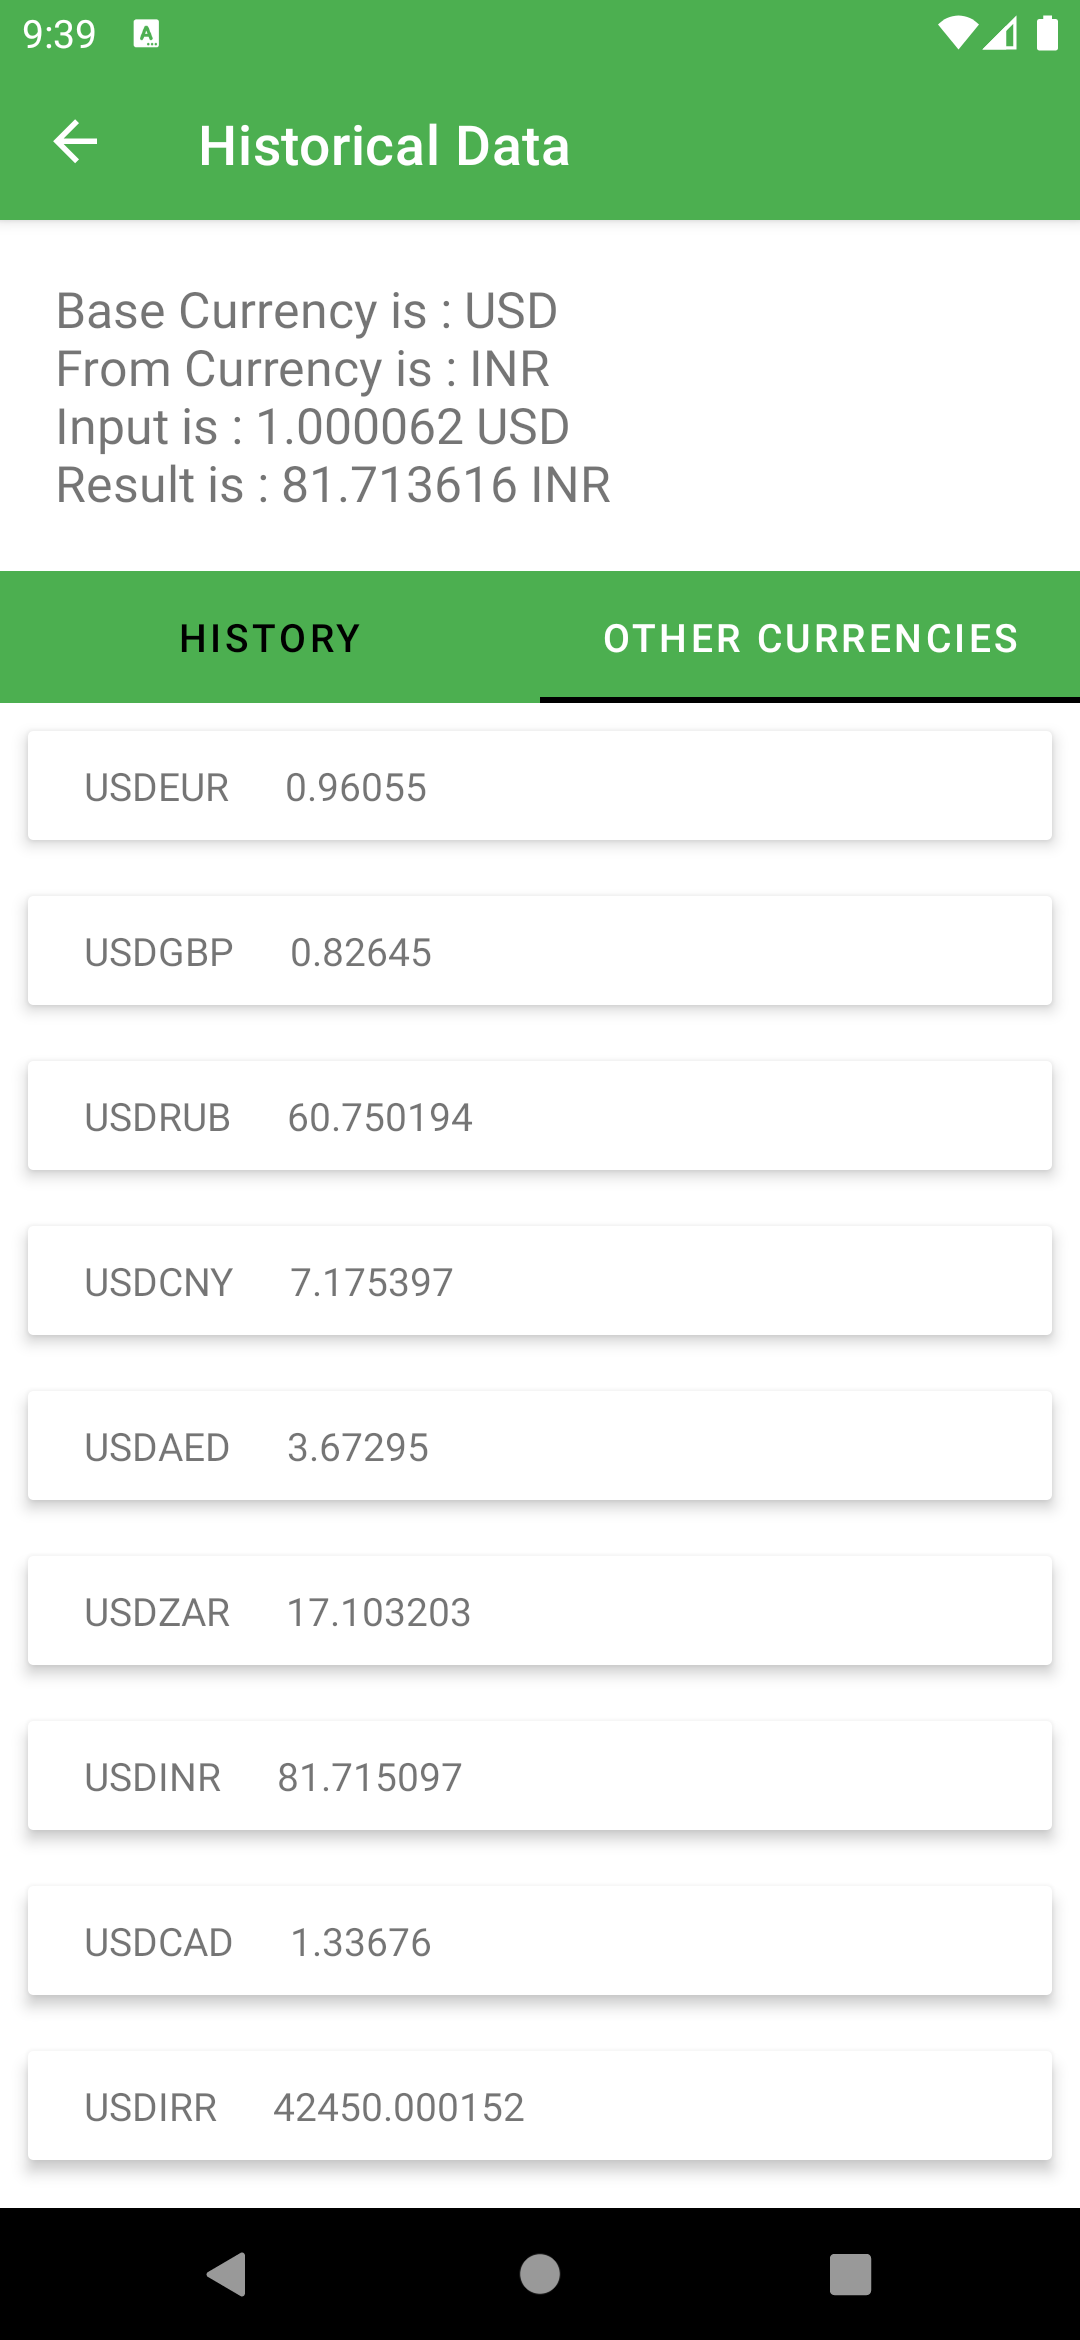 9:39
Historical Data
Base Currency is : USD
From Currency is : INR
Input is : 1.000062 USD
Result is : 81.713616 INR
HISTORY OTHER CURRENCIES
USDEUR 0.96055
USDGBP 0.82645
USDRUB 60.750194
USDCNY 7.175397
USDAED 3.67295
USDZAR 17.103203
USDINR 81.715097
USDCAD 1.33676
USDIRR 42450.000152